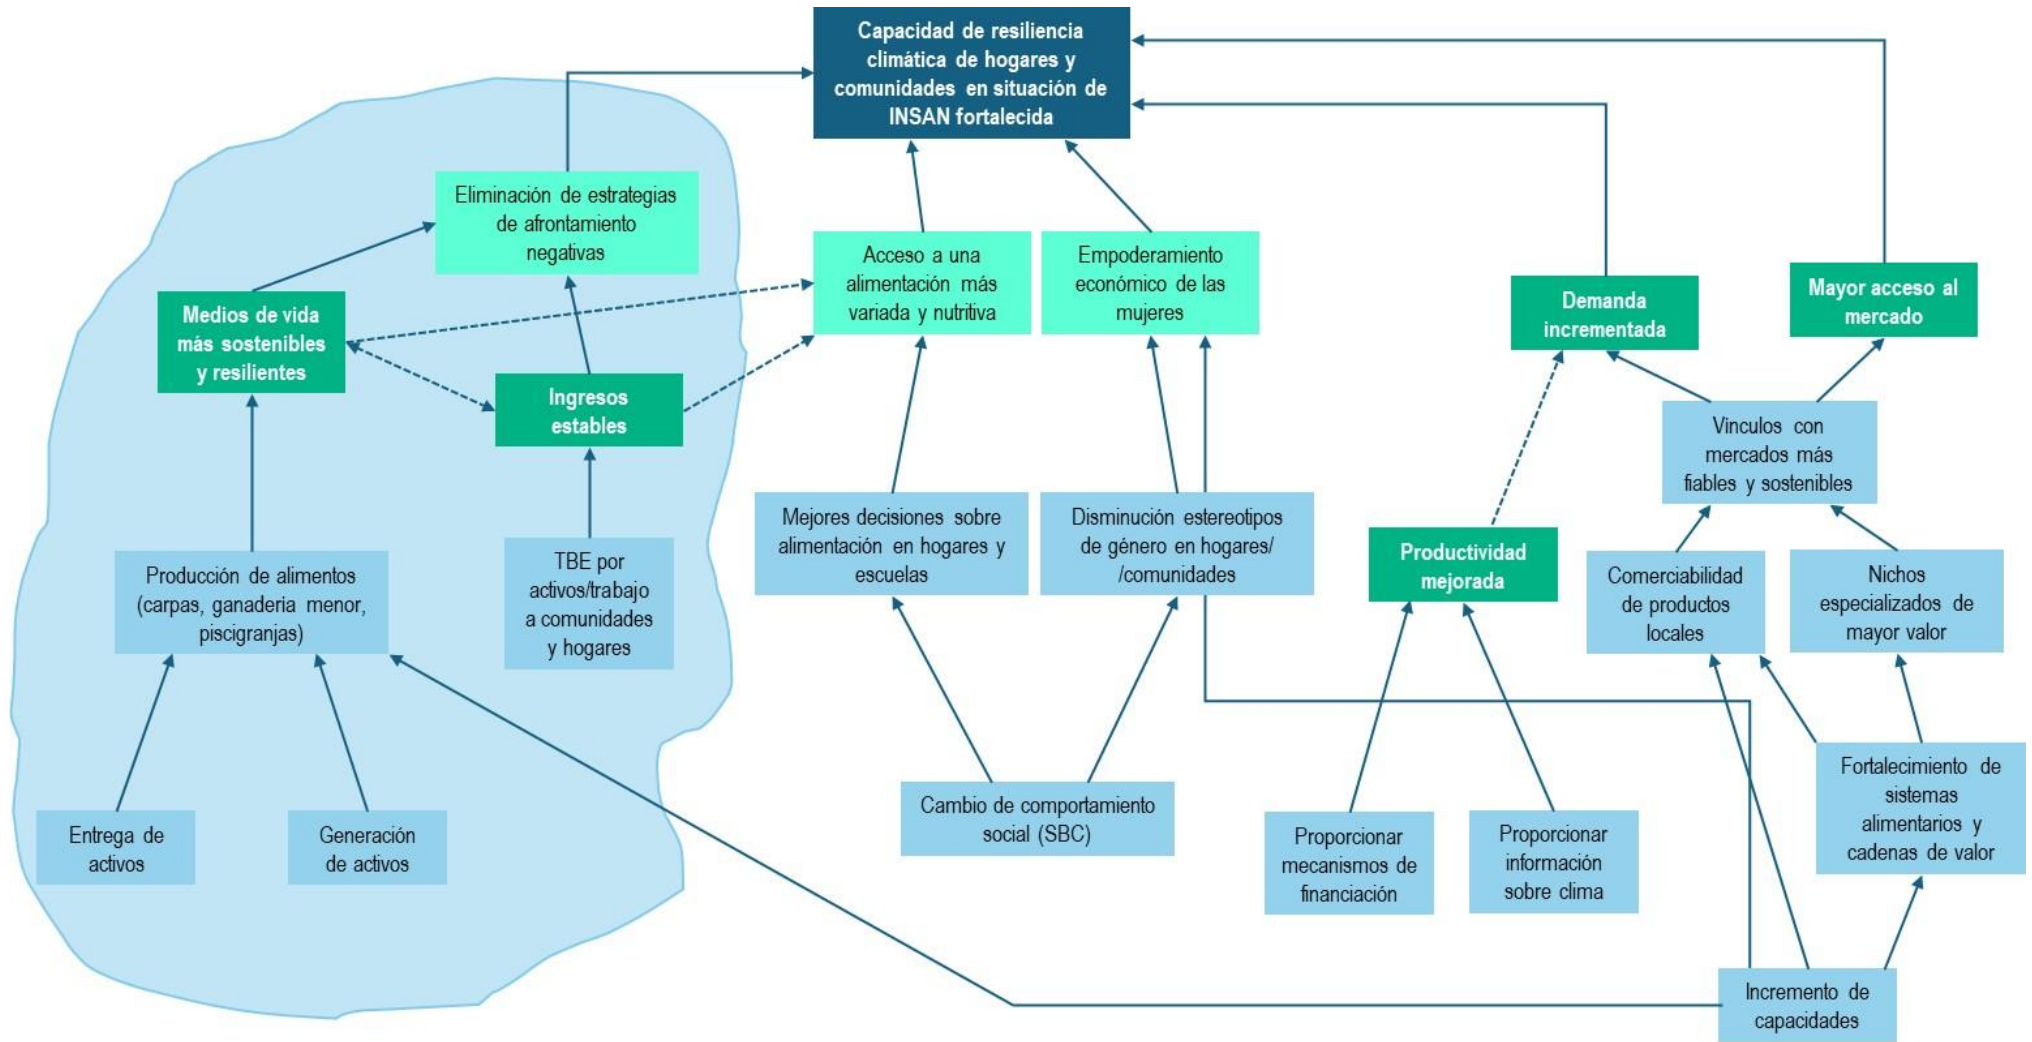 Capacidad de resiliencia
climática de hogares y
comunidades en situación de
INSAN fortalecida
Eliminación de estrategias
de afrontamiento
negativas
Acceso a una
alimentación más
variada y nutritiva
Empoderamiento
económico de las
mujeres
Demanda
incrementada
Mayor acceso al
mercado
Medios de vida
más sostenibles
y resilientes
Ingresos
estables
Vinculos con
mercados más
fiables y sostenibles
Mejores decisiones sobre
alimentación en hogares y
escuelas
Disminución estereotipos
de género en hogares/
/comunidades
Productividad
mejorada
Producción de alimentos
(carpas, ganadería menor,
piscigranjas)
TBE por
activos/trabajo
a comunidades
y hogares
Comerciabilidad
de productos
locales
Nichos
especializados de
mayor valor
Entrega de
activos
Generación
de activos
Cambio de comportamiento
social (SBC)
Proporcionar
mecanismos de
financiación
Proporcionar
información
sobre clima
Fortalecimiento de
sistemas
alimentarios y
cadenas de valor
Incremento de
capacidades